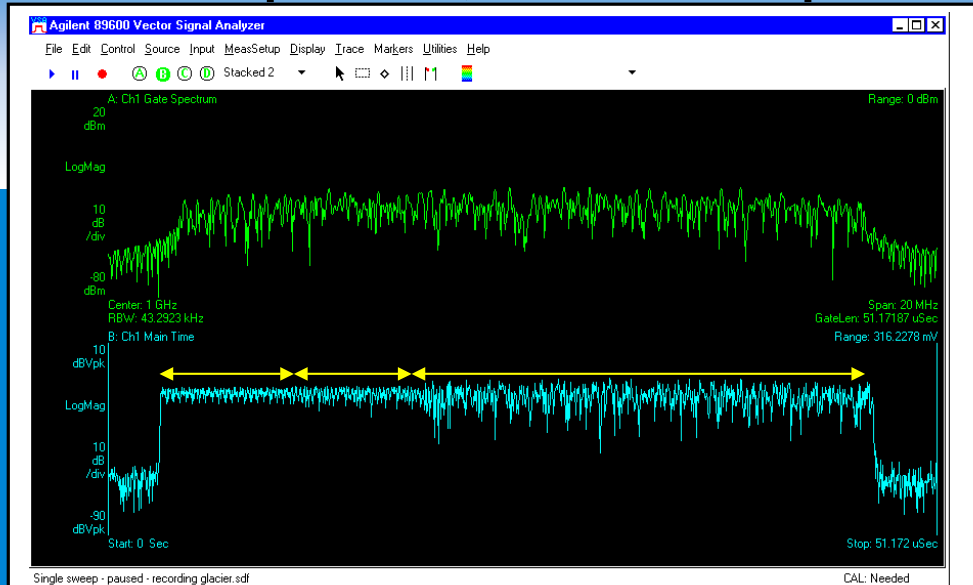 Agilent 89600 Vector Signal Analyzer
File Edit Control Source Input MeasSetup Display Trace Markers Utilities Help
A B C D Stacked 2
A: Ch1 Gate Spectrum Range: 0 dBm
20
dBm
LogMag
10
dB
/div
-80
dBm
Center: 1 GHz Span: 20 MHz
RBW: 43.2923 kHz GateLen: 51.17187 uSec
B: Ch1 Main Time Range: 316.2278 mV
10
dBVpk
LogMag
10
dB
/div
-90
dBVpk
Start: 0 Sec Stop: 51.172 uSec
Single sweep - paused - recording glacier.sdf CAL: Needed